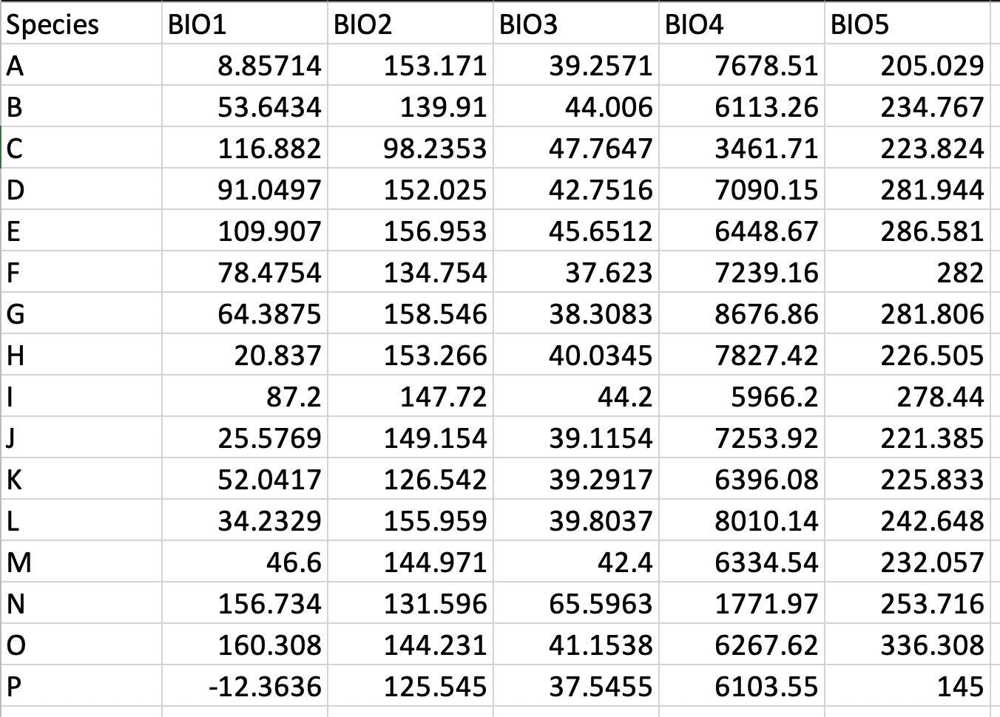 Species BIO1 BIO2 BIO3 BIO4 BIO5
A 8.85714 153.171 39.2571 7678.51 205.029
B 53.6434 139.91 44.006 6113.26 234.767
C 116.882 98.2353 47.7647 3461.71 223.824
D 91.0497 152.025 42.7516 7090.15 281.944
E 109.907 156.953 45.6512 6448.67 286.581
F 78.4754 134.754 37.623 7239.16 282
G 64.3875 158.546 38.3083 8676.86 281.806
H 20.837 153.266 40.0345 7827.42 226.505
I 87.2 147.72 44.2 5966.2 278.44
J 25.5769 149.154 39.1154 7253.92 221.385
K 52.0417 126.542 39.2917 6396.08 225.833
L 34.2329 155.959 39.8037 8010.14 242.648
M 46.6 144.971 42.4 6334.54 232.057
N 156.734 131.596 65.5963 1771.97 253.716
O 160.308 144.231 41.1538 6267.62 336.308
P -12.3636 125.545 37.5455 6103.55 145